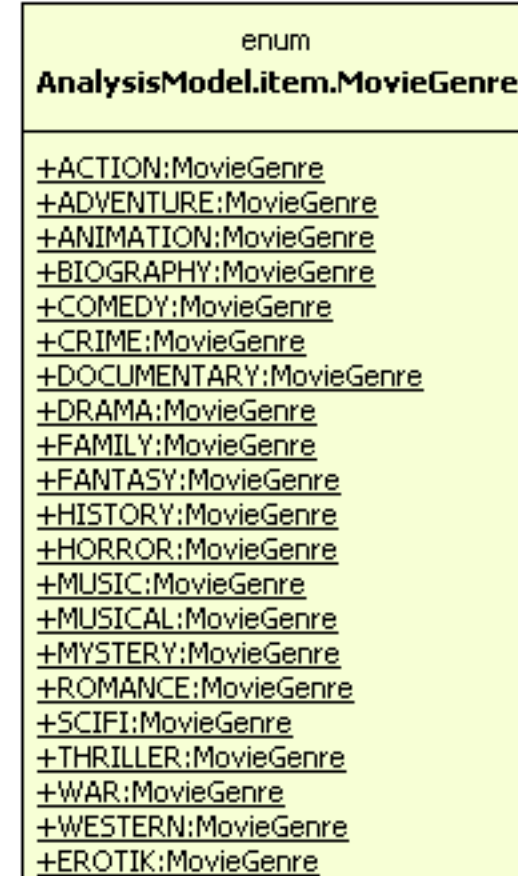 enum
AnalysisModel.item.MovieGenre
+ACTION:MovieGenre
+ADVENTURE:MovieGenre
+ANIMATION:MovieGenre
+BIOGRAPHY:MovieGenre
+COMEDY:MovieGenre
+CRIME:MovieGenre
+DOCUMENTARY:MovieGenre
+DRAMA:MovieGenre
+FAMILY:MovieGenre
+FANTASY:MovieGenre
+HISTORY:MovieGenre
+HORROR:MovieGenre
+MUSIC:MovieGenre
+MUSICAL:MovieGenre
+MYSTERY:MovieGenre
+ROMANCE:MovieGenre
+SCIFI:MovieGenre
+THRILLER:MovieGenre
+WAR:MovieGenre
+WESTERN:MovieGenre
+EROTIK:MovieGenre